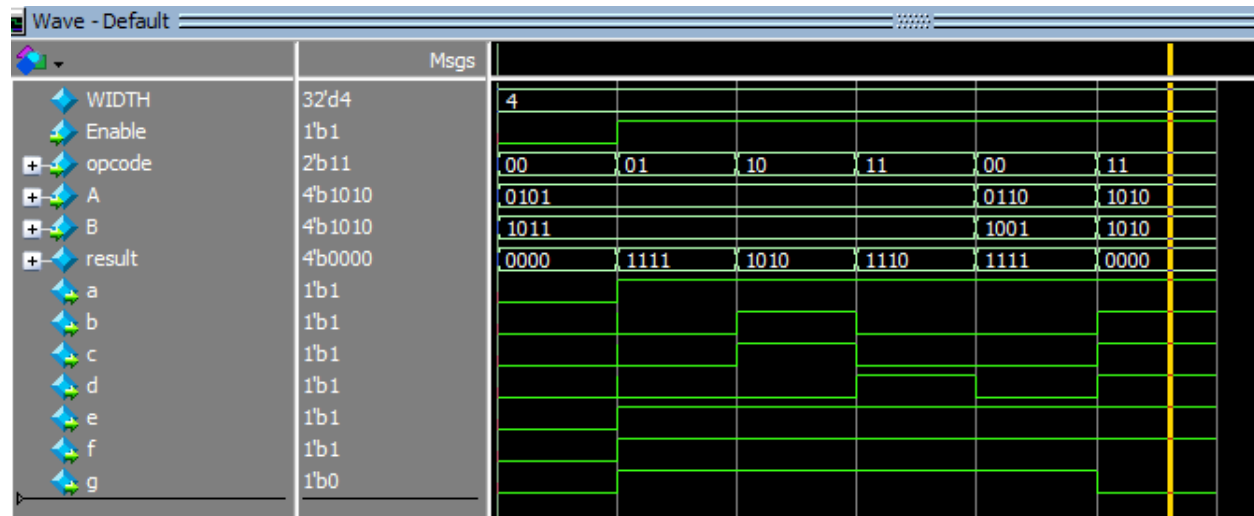 Wave - Default
Msgs
WIDTH 32'd4 4
Enable 1'b1
opcode 2'b11 00 01 10 11 00 11
A 4'b1010 0101 0110 1010
B 4'b1010 1011 1001 1010
result 4'b0000 0000 1111 1010 1110 1111 0000
a 1'b1
b 1'b1
c 1'b1
d 1'b1
e 1'b1
f 1'b1
g 1'b0